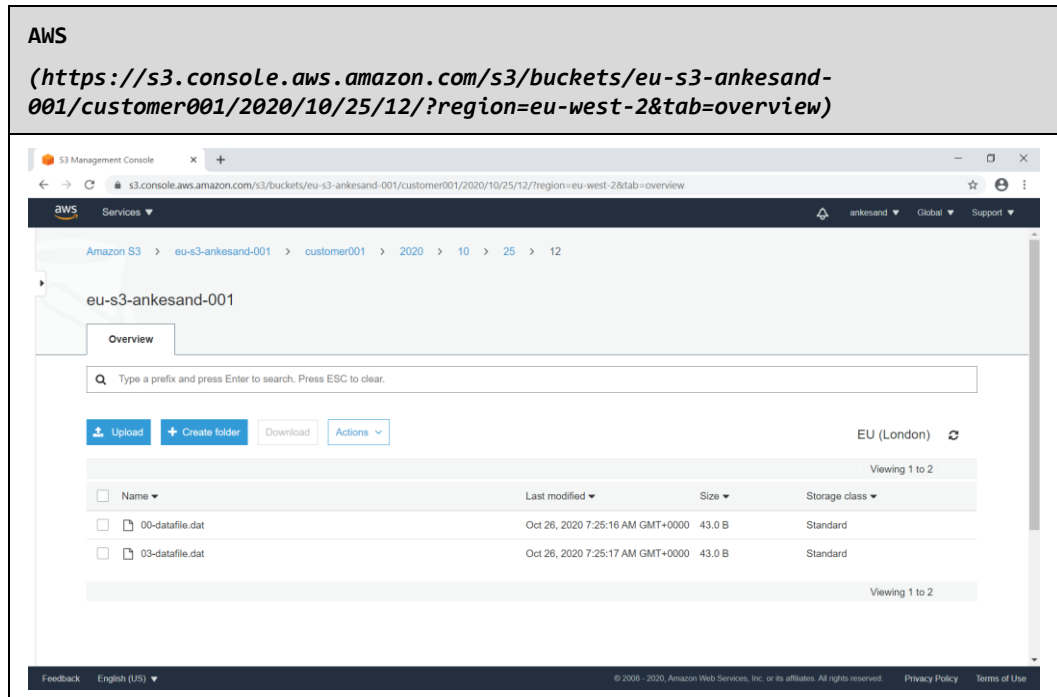 AWS
(https://s3.console.aws.amazon.com/s3/buckets/eu-s3-ankesand-
001/customer001/2020/10/25/12/?region=eu-west-2&tab=overview)
S3 Management Console
s3.console.aws.amazon.com/s3/buckets/eu-s3-ankesand-001/customer001/2020/10/25/12/?region=eu-west-2&tab=overview
aws Services ankesand Global Support
Amazon S3 > eu-s3-ankesand-001 > customer001 > 2020 > 10 > 25 > 12
eu-s3-ankesand-001
Overview
Type a prefix and press Enter to search. Press ESC to clear.
Upload + Create folder Download Actions EU (London)
Viewing 1 to 2
Name Last modified Size Storage class
00-datafile.dat Oct 26, 2020 7:25:16 AM GMT+0000 43.0 B Standard
03-datafile.dat Oct 26, 2020 7:25:17 AM GMT+0000 43.0 B Standard
Viewing 1 to 2
Feedback English (US) © 2008 - 2020, Amazon Web Services, Inc. or its affiliates. All rights reserved. Privacy Policy Terms of Use